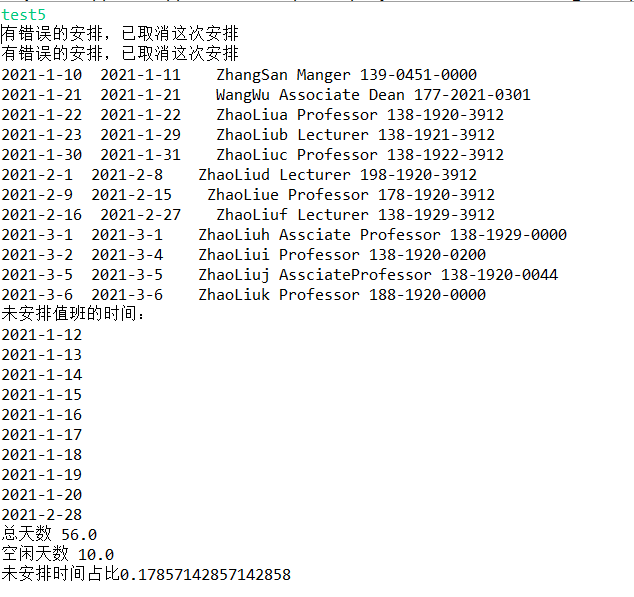 test5
有错误的安排，已取消这次安排
有错误的安排，已取消这次安排
2021-1-10  2021-1-11    ZhangSan Manger 139-0451-0000
2021-1-21  2021-1-21    WangWu Associate Dean 177-2021-0301
2021-1-22  2021-1-22    ZhaoLiua Professor 138-1920-3912
2021-1-23  2021-1-29    ZhaoLiub Lecturer 138-1921-3912
2021-1-30  2021-1-31    ZhaoLiuc Professor 138-1922-3912
2021-2-1  2021-2-8    ZhaoLiud Lecturer 198-1920-3912
2021-2-9  2021-2-15    ZhaoLiue Professor 178-1920-3912
2021-2-16  2021-2-27    ZhaoLiuf Lecturer 138-1929-3912
2021-3-1  2021-3-1    ZhaoLiuh Assciate Professor 138-1929-0000
2021-3-2  2021-3-4    ZhaoLiui Professor 138-1920-0200
2021-3-5  2021-3-5    ZhaoLiuj AssciateProfessor 138-1920-0044
2021-3-6  2021-3-6    ZhaoLiuk Professor 188-1920-0000
未安排值班的时间：
2021-1-12
2021-1-13
2021-1-14
2021-1-15
2021-1-16
2021-1-17
2021-1-18
2021-1-19
2021-1-20
2021-2-28
总天数 56.0
空闲天数 10.0
未安排时间占比0.17857142857142858